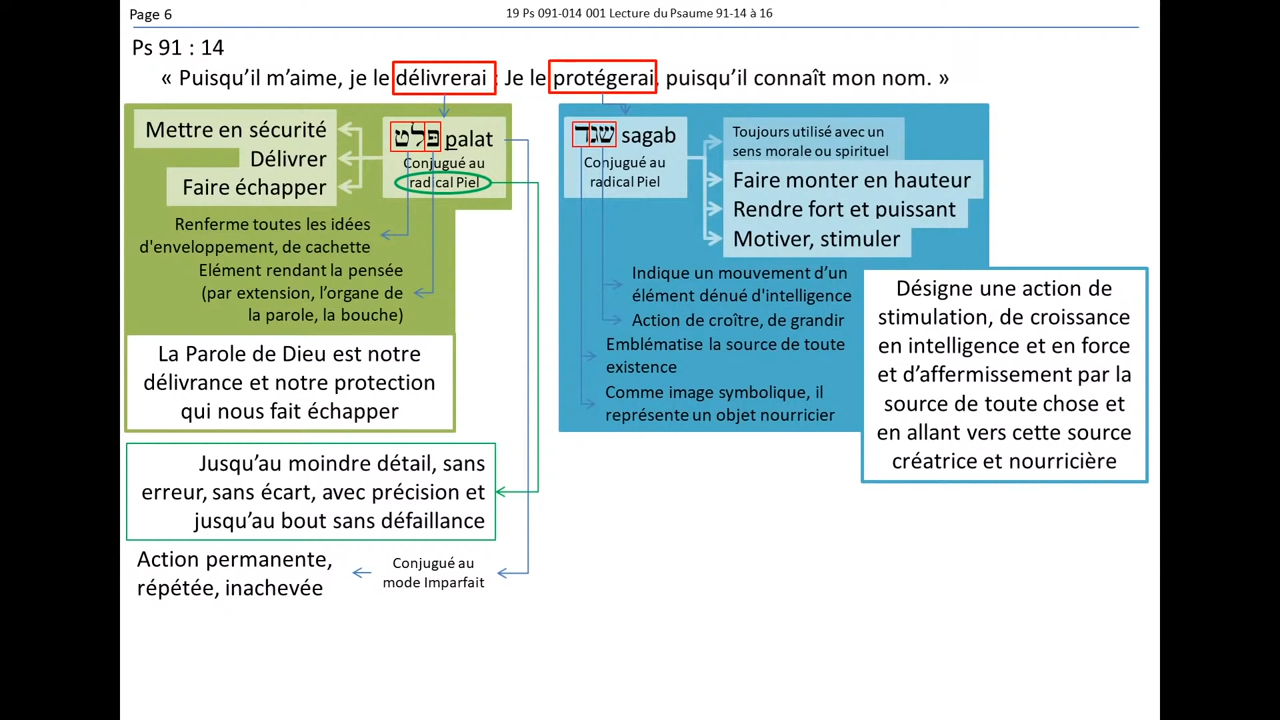 Page 6
19 Ps 091-014 001 Lecture du Psaume 91-14 à 16
Ps 91 : 14
« Puisqu’il m’aime, je le délivrerai : Je le protégerai, puisqu’il connaît mon nom. »
Mettre en sécurité
Délivrer
Faire échapper
פלט palat
Conjugué au
radical Piel
Renferme toutes les idées
d'enveloppement, de cachette
Elément rendant la pensée
(par extension, l’organe de
la parole, la bouche)
La Parole de Dieu est notre
délivrance et notre protection
qui nous fait échapper
Jusqu’au moindre détail, sans
erreur, sans écart, avec précision et
jusqu’au bout sans défaillance
Action permanente,
répétée, inachevée
Conjugué au
mode Imparfait
שגד sagab
Conjugué au
radical Piel
Toujours utilisé avec un
sens morale ou spirituel
Faire monter en hauteur
Rendre fort et puissant
Motiver, stimuler
Indique un mouvement d’un
élément dénué d'intelligence
Action de croître, de grandir
Emblématise la source de toute
existence
Comme image symbolique, il
représente un objet nourricier
Désigne une action de
stimulation, de croissance
en intelligence et en force
et d’affermissement par la
source de toute chose et
en allant vers cette source
créatrice et nourricière